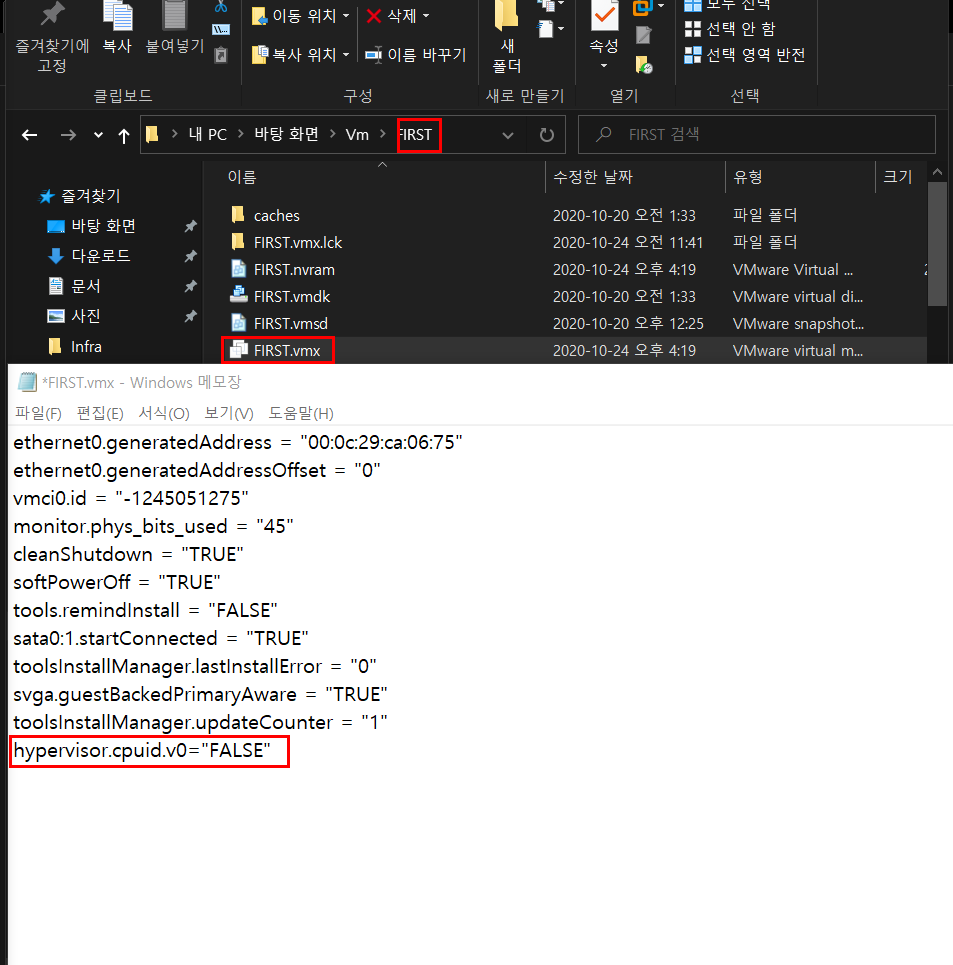 이동 위치 삭제 모두 선택
즐겨찾기에 고정 복사 붙여넣기 새 폴더 속성 선택 안 함
복사 위치 이름 바꾸기 선택 영역 반전
클립보드 구성 새로 만들기 열기 선택
내 PC > 바탕 화면 > Vm > FIRST FIRST 검색
이름 수정한 날짜 유형 크기
즐겨찾기
바탕 화면
다운로드
문서
사진
Infra
caches 2020-10-20 오전 1:33 파일 폴더
FIRST.vmx.lck 2020-10-24 오전 11:41 파일 폴더
FIRST.nvram 2020-10-24 오후 4:19 VMware Virtual ...
FIRST.vmdk 2020-10-20 오전 1:33 VMware virtual di...
FIRST.vmsd 2020-10-20 오후 12:25 VMware snapshot...
FIRST.vmx 2020-10-24 오후 4:19 VMware virtual m...
*FIRST.vmx - Windows 메모장
파일(F) 편집(E) 서식(O) 보기(V) 도움말(H)
ethernet0.generatedAddress = "00:0c:29:ca:06:75"
ethernet0.generatedAddressOffset = "0"
vmci0.id = "-1245051275"
monitor.phys_bits_used = "45"
cleanShutdown = "TRUE"
softPowerOff = "TRUE"
tools.remindInstall = "FALSE"
sata0:1.startConnected = "TRUE"
toolsInstallManager.lastInstallError = "0"
svga.guestBackedPrimaryAware = "TRUE"
toolsInstallManager.updateCounter = "1"
hypervisor.cpuid.v0="FALSE"